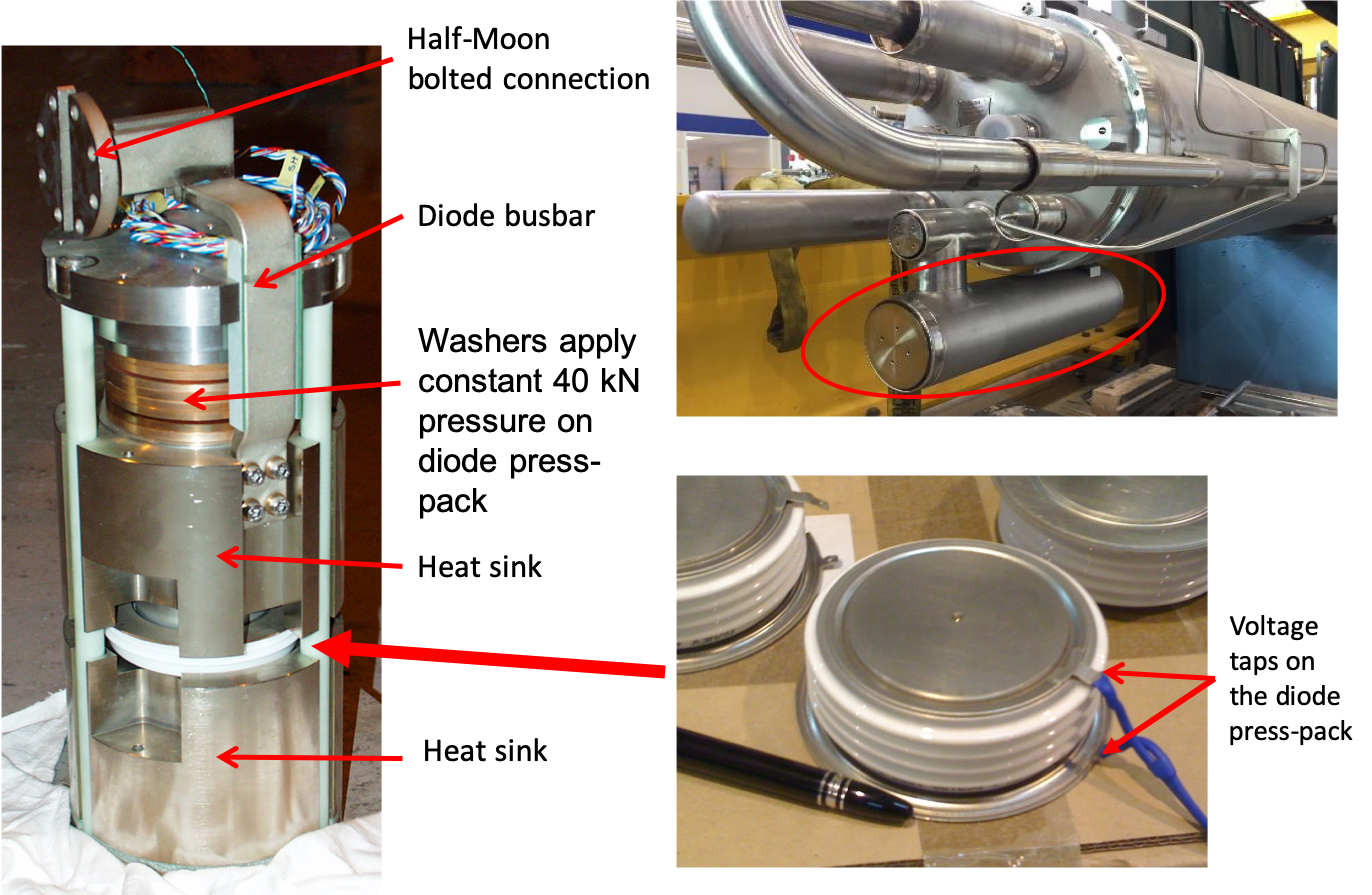 Half-Moon
bolted connection
Diode busbar
Washers apply
constant 40 kN
pressure on
diode press-
pack
Heat sink
Heat sink
Voltage
taps on
the diode
press-pack